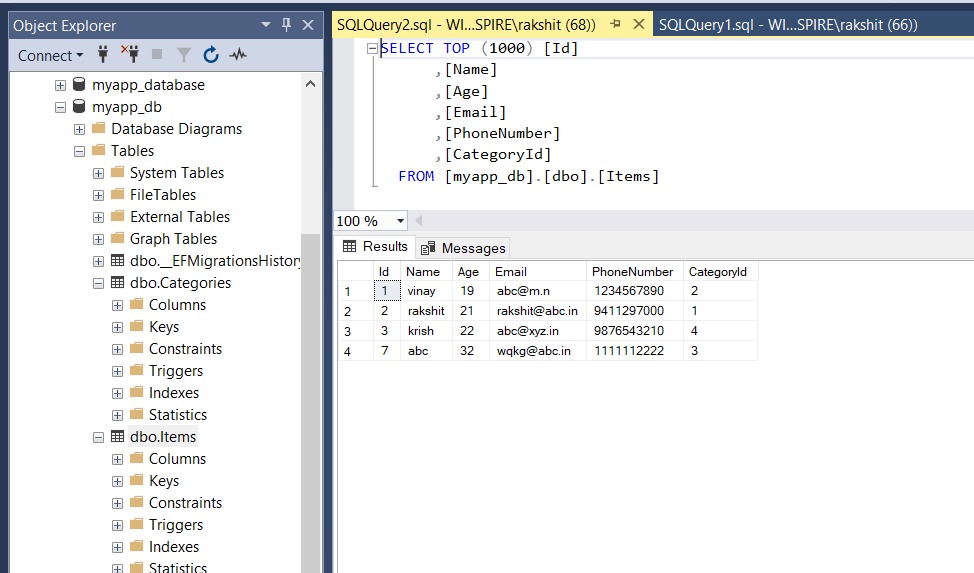 Object Explorer
Connect
myapp_database
myapp_db
Database Diagrams
Tables
System Tables
FileTables
External Tables
Graph Tables
dbo.__EFMigrationsHistory
dbo.Categories
Columns
Keys
Constraints
Triggers
Indexes
Statistics
dbo.Items
Columns
Keys
Constraints
Triggers
Indexes
Statistics
SQLQuery2.sql - WI...SPIRE\rakshit (68)) SQLQuery1.sql - WI...SPIRE\rakshit (66))
SELECT TOP (1000) [Id]
,[Name]
,[Age]
,[Email]
,[PhoneNumber]
,[CategoryId]
FROM [myapp_db].[dbo].[Items]
100 %
Results Messages
Id Name Age Email PhoneNumber CategoryId
1 1 vinay 19 abc@m.n 1234567890 2
2 2 rakshit 21 rakshit@abc.in 9411297000 1
3 3 krish 22 abc@xyz.in 9876543210 4
4 7 abc 32 wqkg@abc.in 1111112222 3